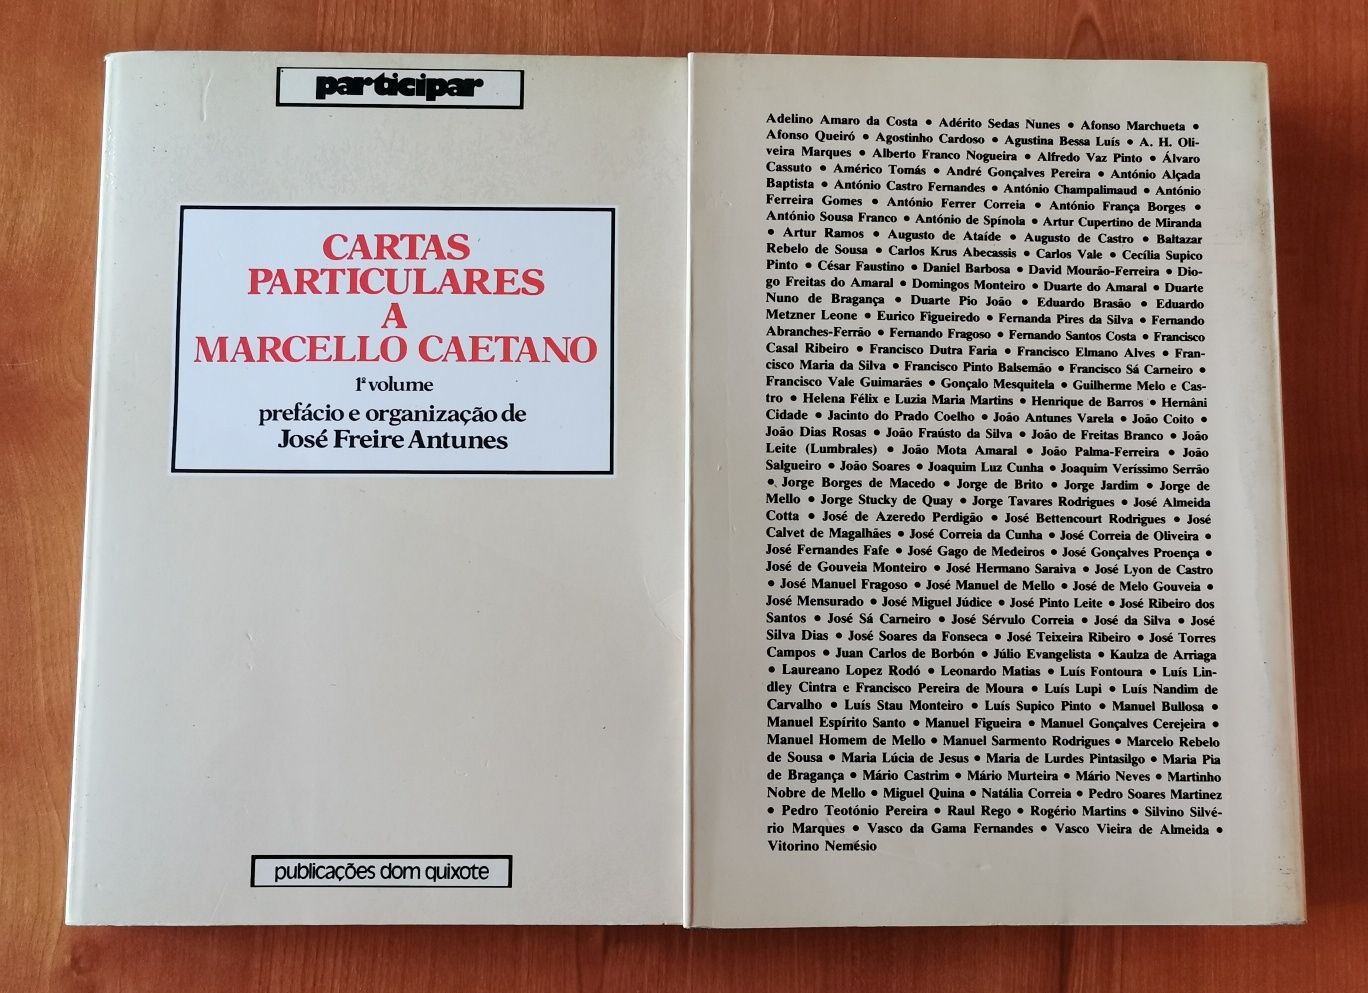 participar
CARTAS
PARTICULARES
A
MARCELLO CAETANO
1º volume
prefácio e organização de
José Freire Antunes
publicações dom quixote
Adelino Amaro da Costa • Adérito Sedas Nunes • Afonso Marchueta •
Afonso Queiró • Agostinho Cardoso • Agustina Bessa Luís • A. H. Oli-
veira Marques • Alberto Franco Nogueira • Alfredo Vaz Pinto • Álvaro
Cassuto • Américo Tomás • André Gonçalves Pereira • António Alçada
Baptista • António Castro Fernandes • António Champalimaud • António
Ferreira Gomes • António Ferrer Correia • António França Borges •
António Sousa Franco • António de Spínola • Artur Cupertino de Miranda
• Artur Ramos • Augusto de Ataíde • Augusto de Castro • Baltazar
Rebelo de Sousa • Carlos Krus Abecassis • Carlos Vale • Cecília Supico
Pinto • César Faustino • Daniel Barbosa • David Mourão-Ferreira • Dio-
go Freitas do Amaral • Domingos Monteiro • Duarte do Amaral • Duarte
Nuno de Bragança • Duarte Pio João • Eduardo Brasão • Eduardo
Metzner Leone • Eurico Figueiredo • Fernanda Pires da Silva • Fernando
Abranches-Ferrão • Fernando Fragoso • Fernando Santos Costa • Francisco
Casal Ribeiro • Francisco Dutra Faria • Francisco Elmano Alves • Fran-
cisco Maria da Silva • Francisco Pinto Balsemão • Francisco Sá Carneiro •
Francisco Vale Guimarães • Gonçalo Mesquitela • Guilherme Melo e Cas-
tro • Helena Félix e Luzia Maria Martins • Henrique de Barros • Hernâni
Cidade • Jacinto do Prado Coelho • João Antunes Varela • João Coito •
João Dias Rosas • João Fraústo da Silva • João de Freitas Branco • João
Leite (Lumbrales) • João Mota Amaral • João Palma-Ferreira • João
Salgueiro • João Soares • Joaquim Luz Cunha • Joaquim Veríssimo Serrão
• Jorge Borges de Macedo • Jorge de Brito • Jorge Jardim • Jorge de
Mello • Jorge Stucky de Quay • Jorge Tavares Rodrigues • José Almeida
Cotta • José de Azeredo Perdigão • José Bettencourt Rodrigues • José
Calvet de Magalhães • José Correia da Cunha • José Correia de Oliveira •
José Fernandes Fafe • José Gago de Medeiros • José Gonçalves Proença •
José de Gouveia Monteiro • José Hermano Saraiva • José Lyon de Castro
• José Manuel Fragoso • José Manuel de Mello • José de Melo Gouveia •
José Mensurado • José Miguel Júdice • José Pinto Leite • José Ribeiro dos
Santos • José Sá Carneiro • José Sérvulo Correia • José da Silva • José
Silva Dias • José Soares da Fonseca • José Teixeira Ribeiro • José Torres
Campos • Juan Carlos de Borbón • Júlio Evangelista • Kaulza de Arriaga
• Laureano Lopez Rodó • Leonardo Matias • Luís Fontoura • Luís Lin-
dley Cintra e Francisco Pereira de Moura • Luís Lupi • Luís Nandim de
Carvalho • Luís Stau Monteiro • Luís Supico Pinto • Manuel Bullosa •
Manuel Espírito Santo • Manuel Figueira • Manuel Gonçalves Cerejeira •
Manuel Homem de Mello • Manuel Sarmento Rodrigues • Marcelo Rebelo
de Sousa • Maria Lúcia de Jesus • Maria de Lurdes Pintasilgo • Maria Pia
de Bragança • Mário Castrim • Mário Murteira • Mário Neves • Martinho
Nobre de Mello • Miguel Quina • Natália Correia • Pedro Soares Martinez
• Pedro Teotónio Pereira • Raul Rego • Rogério Martins • Silvino Silvé-
rio Marques • Vasco da Gama Fernandes • Vasco Vieira de Almeida •
Vitorino Nemésio